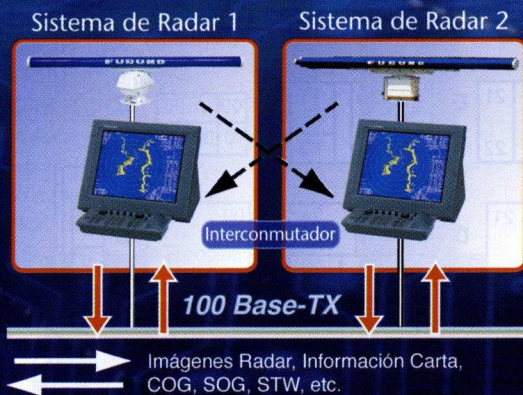 Sistema de Radar 1
Sistema de Radar 2
FURUNO
FURUNO
Interconmutador
100 Base-TX
Imágenes Radar, Información Carta,
COG, SOG, STW, etc.